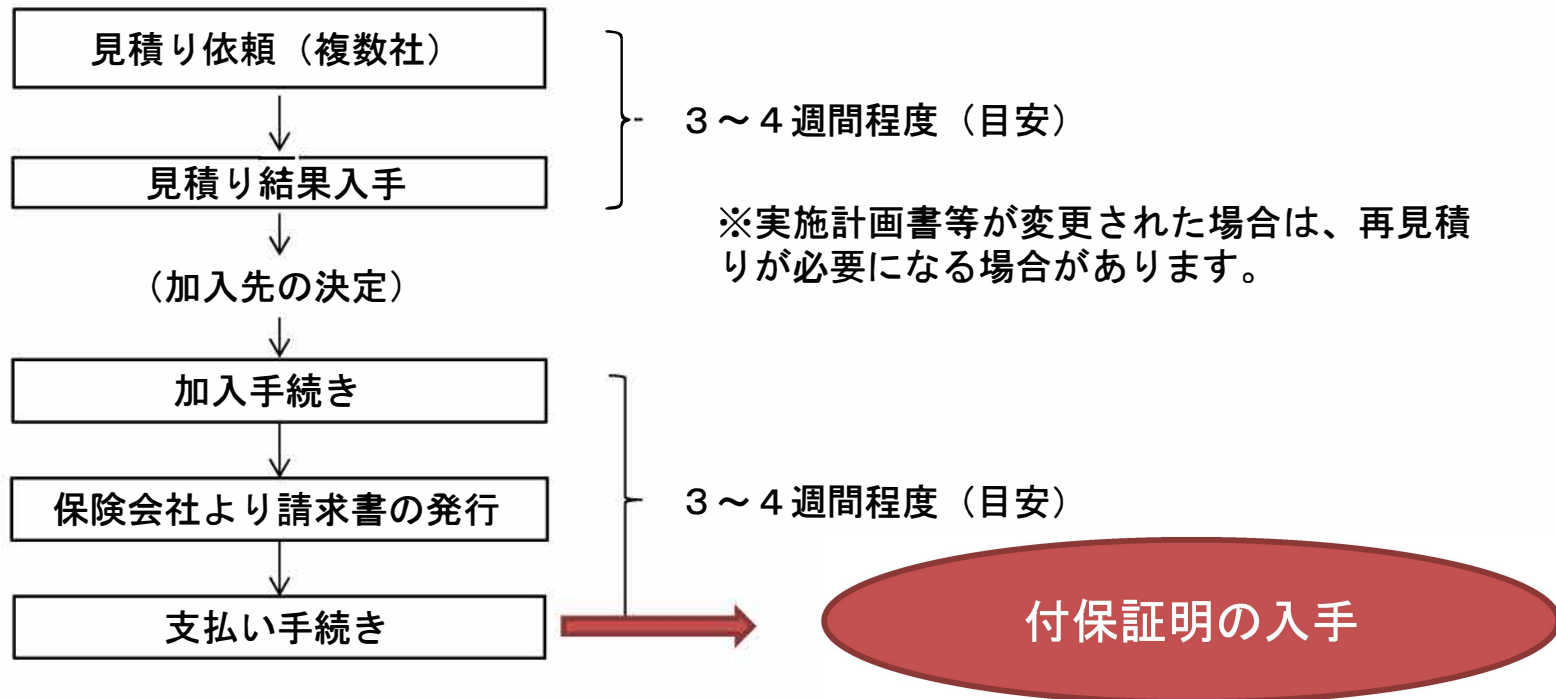 見積り依頼（複数社）
３～４週間程度（目安）
見積り結果入手
※実施計画書等が変更された場合は、再見積
りが必要になる場合があります。
（加入先の決定）
加入手続き
保険会社より請求書の発行
３～４週間程度（目安）
支払い手続き
付保証明の入手